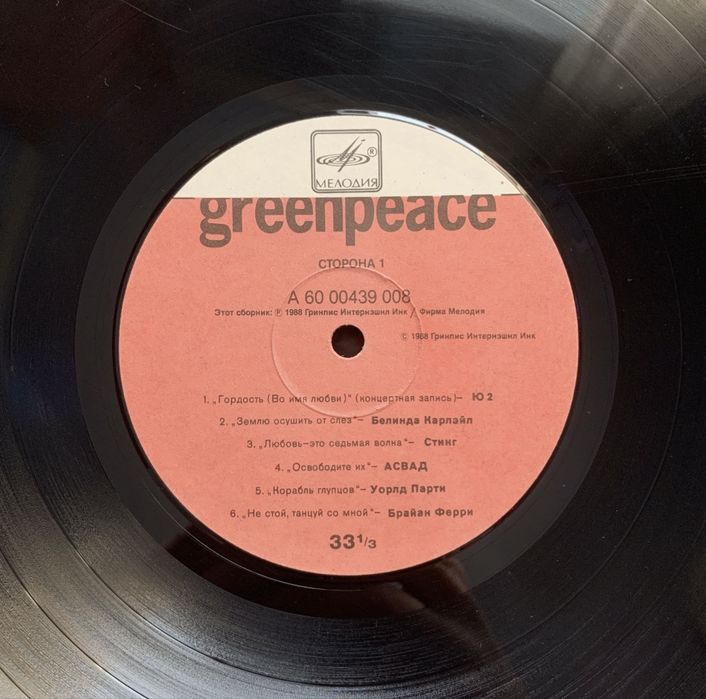 ®
МЕЛОДИЯ
greenpeace
СТОРОНА 1
А 60 00439 008
Этот сборник: ℗ 1988 Гринпис Интернэшнл Инк / Фирма Мелодия
© 1988 Гринпис Интернэшнл Инк
1. „Гордость (Во имя любви)" (концертная запись)— Ю 2
2. „Землю осушить от слез"— Белинда Карлайл
3. „Любовь—это седьмая волна"— Стинг
4. „Освободите их"— АСВАД
5. „Корабль глупцов"— Уорлд Парти
6. „Не стой, танцуй со мной"— Брайан Ферри
33 1/3